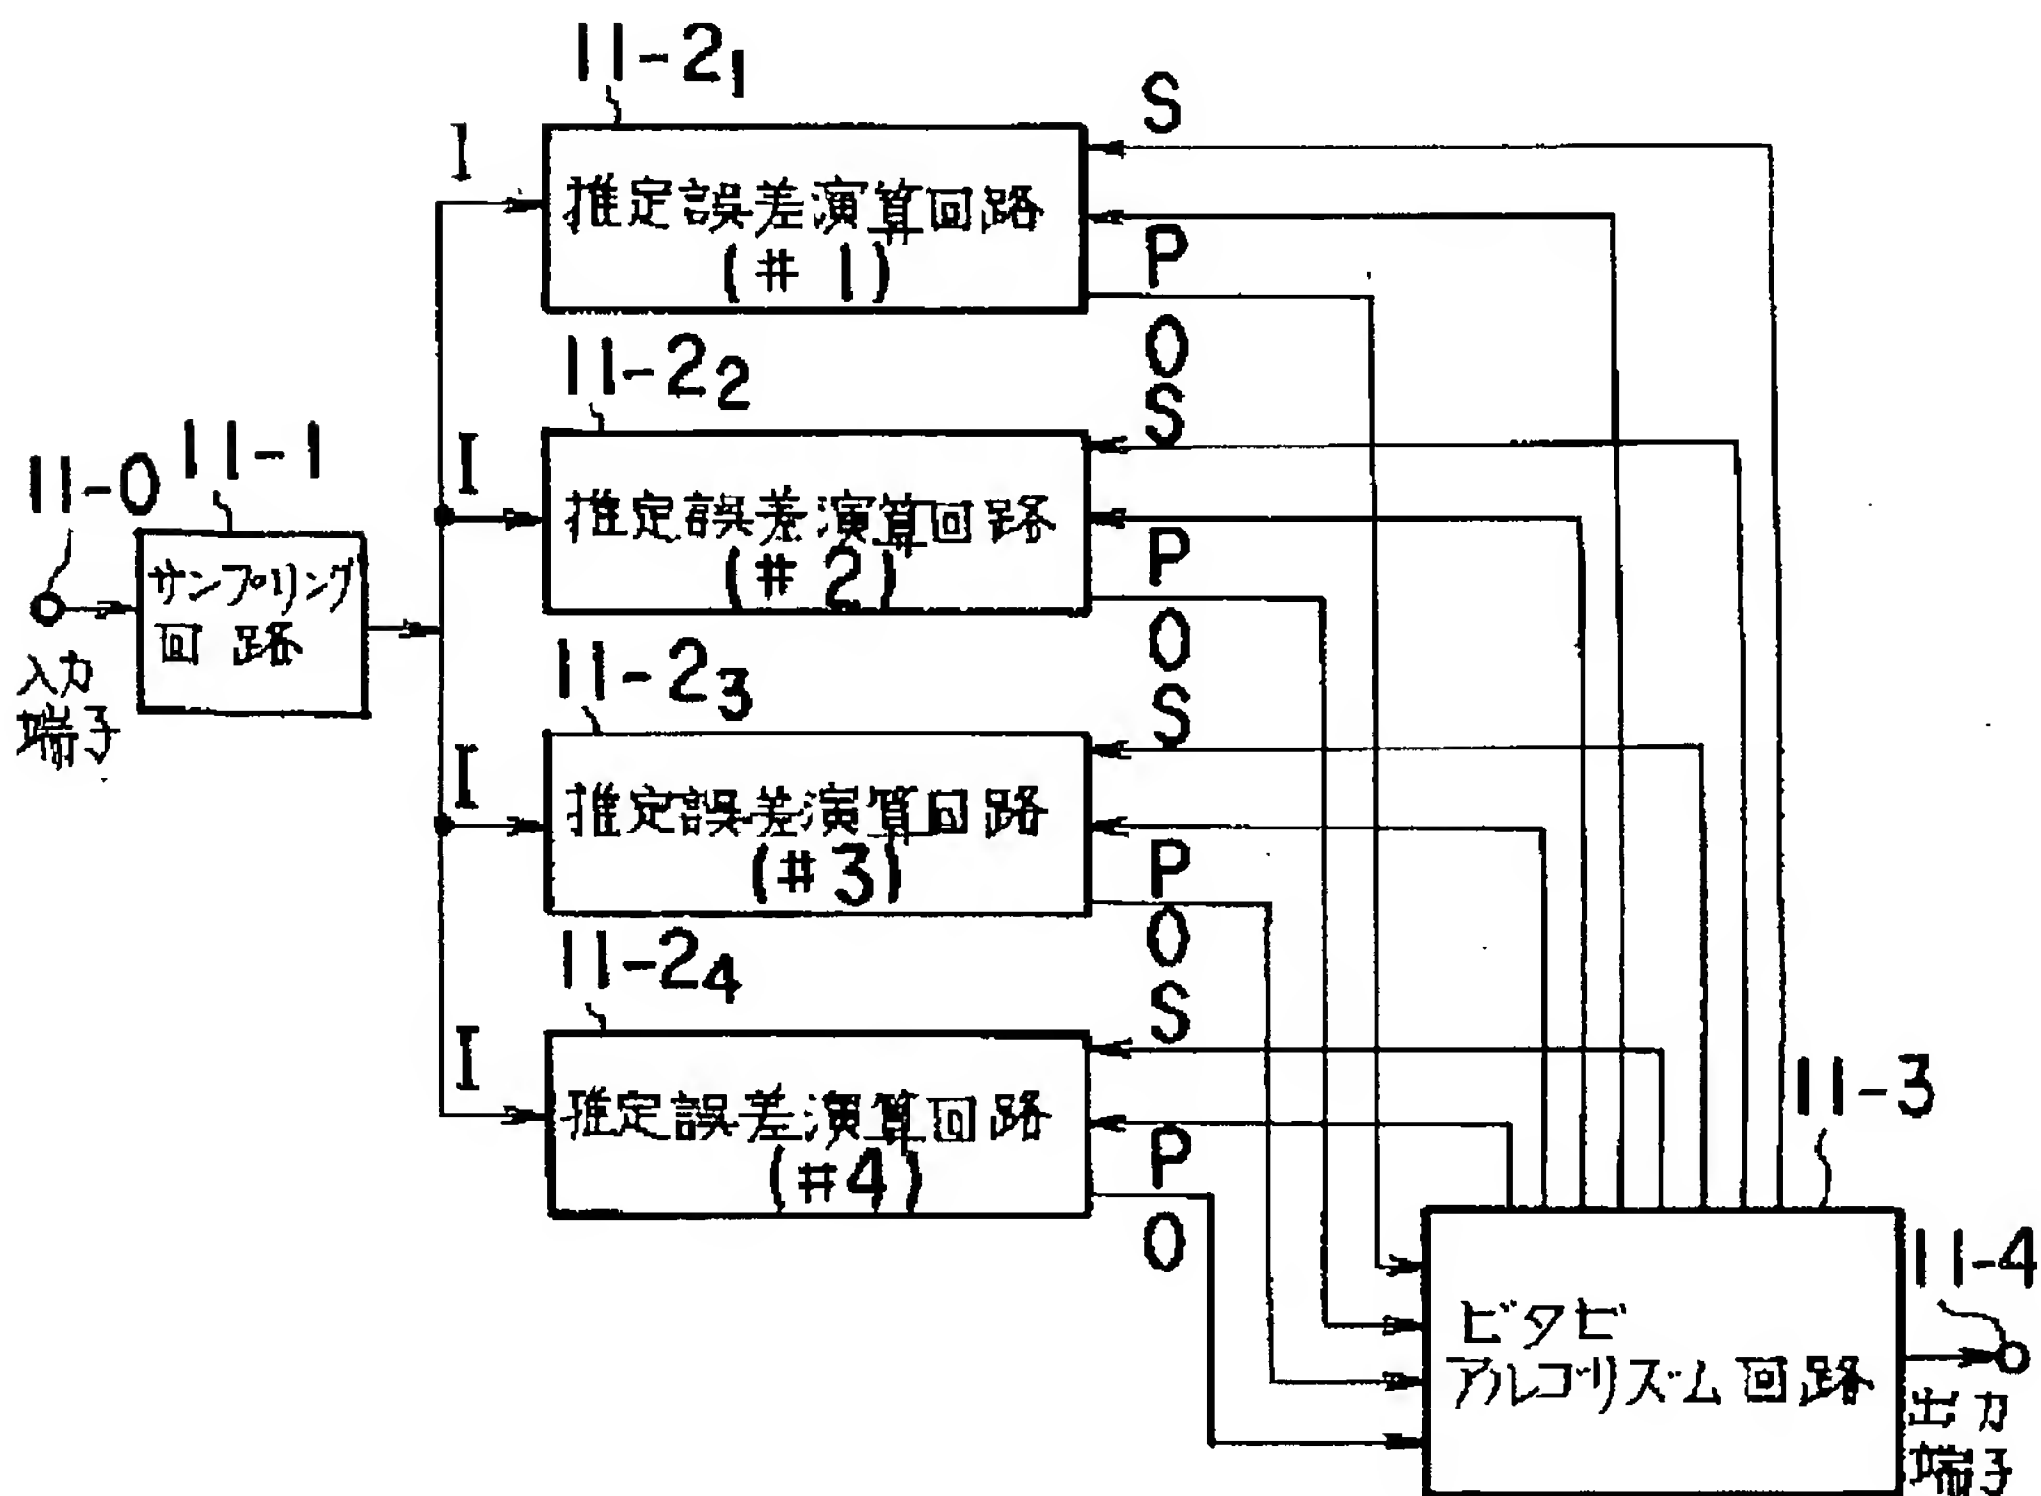 11-0
入力
端子
11-1
サンプリング
回路
11-2₁
I
推定誤差演算回路
(#1)
S
P
O
11-2₂
I
推定誤差演算回路
(#2)
S
P
O
11-2₃
I
推定誤差演算回路
(#3)
S
P
O
11-2₄
I
推定誤差演算回路
(#4)
S
P
O
11-3
ビタビ
アルゴリズム回路
11-4
出力
端子